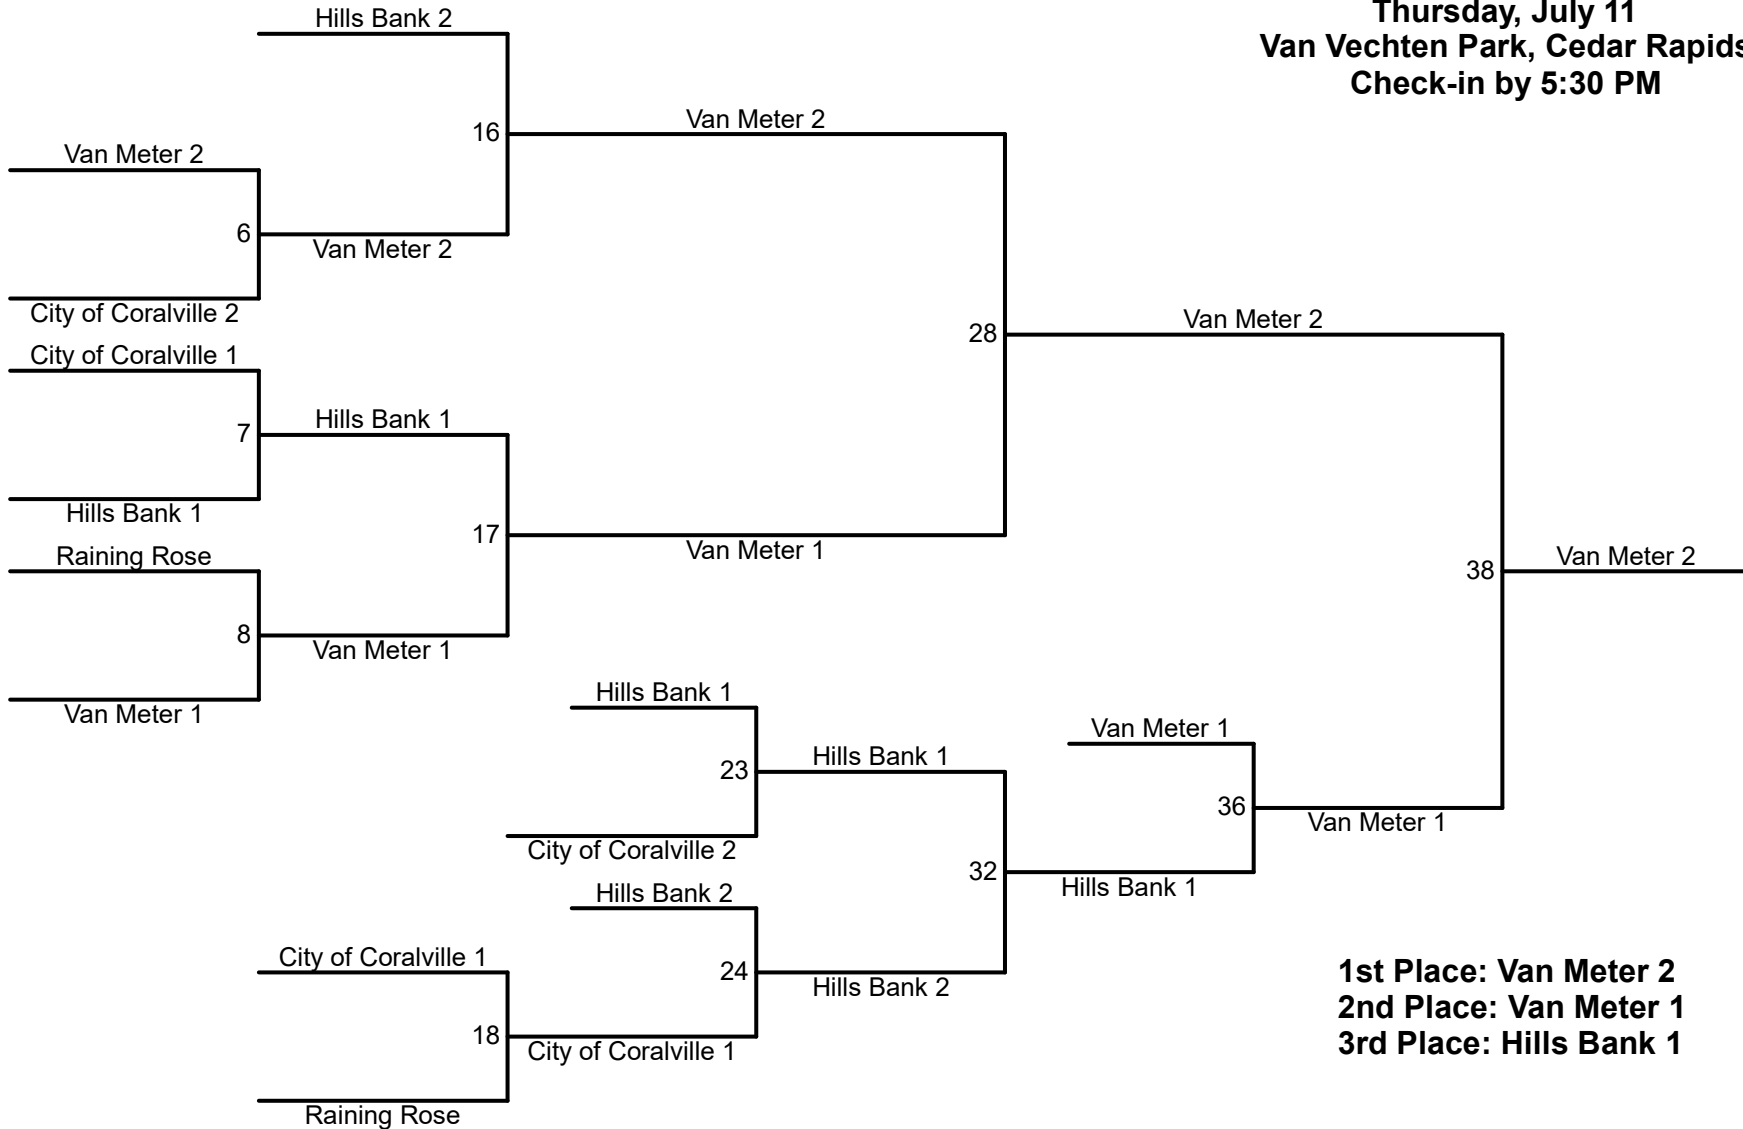 Thursday, July 11
Van Vechten Park, Cedar Rapids
Check-in by 5:30 PM
Hills Bank 2
16
Van Meter 2
Van Meter 2
6
Van Meter 2
City of Coralville 2
28
Van Meter 2
City of Coralville 1
7
Hills Bank 1
Hills Bank 1
17
Van Meter 1
Raining Rose
8
Van Meter 1
Van Meter 1
38
Van Meter 2
Hills Bank 1
23
Hills Bank 1
City of Coralville 2
32
Hills Bank 1
Hills Bank 2
24
Hills Bank 2
City of Coralville 1
18
City of Coralville 1
Raining Rose
Van Meter 1
36
Van Meter 1
1st Place: Van Meter 2
2nd Place: Van Meter 1
3rd Place: Hills Bank 1